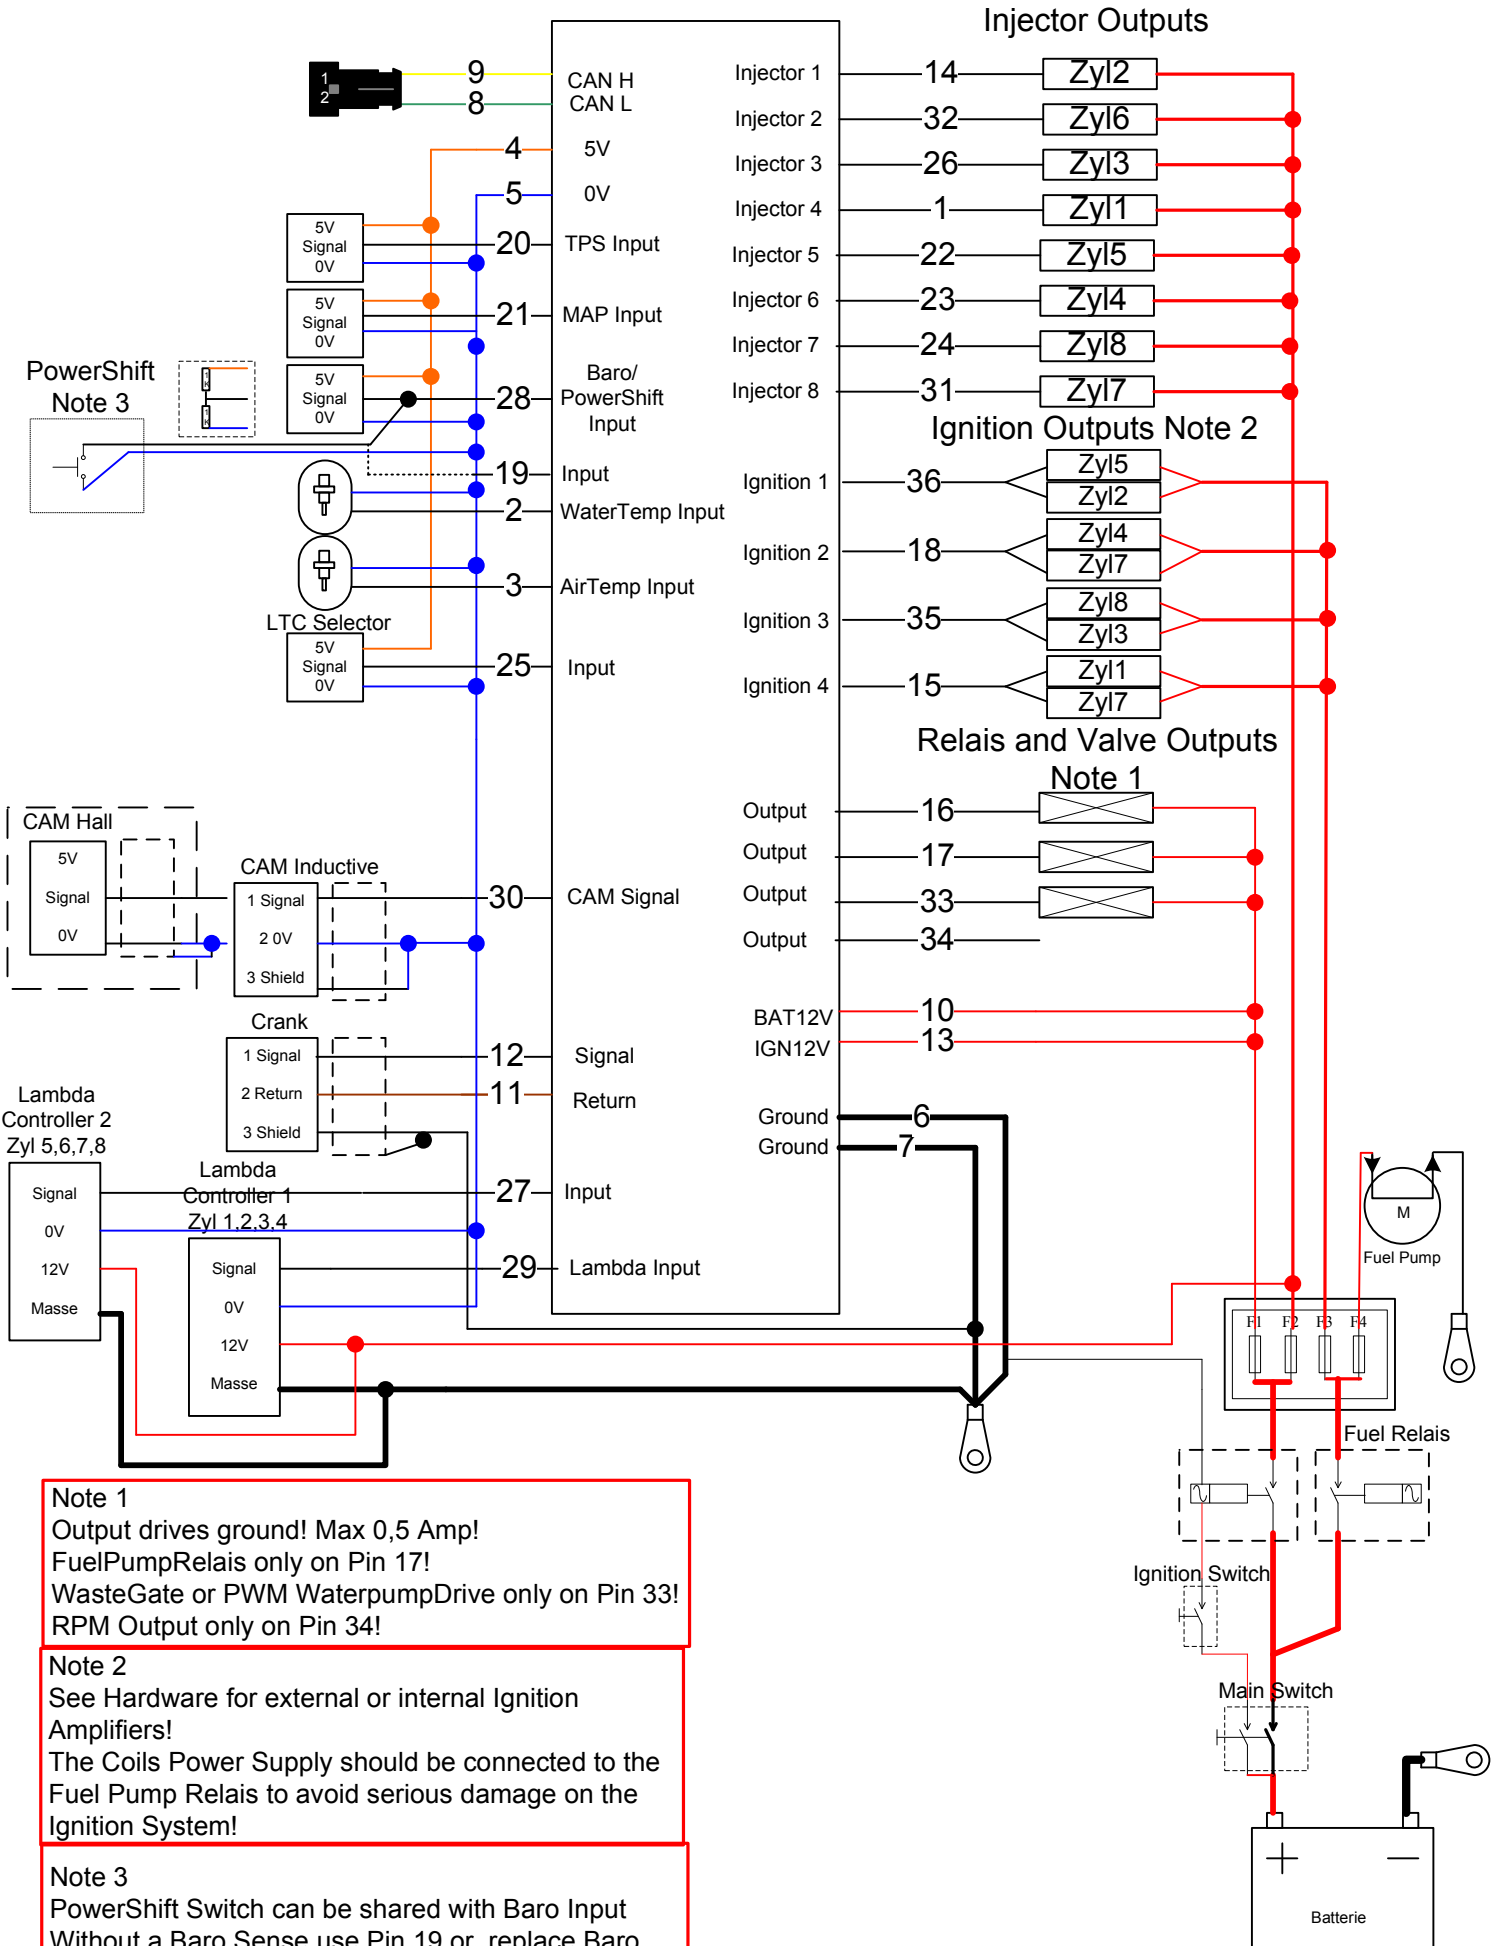 Injector Outputs
1
2
9
8
CAN H
CAN L
4
5V
5
0V
5V
Signal
0V
20
TPS Input
5V
Signal
0V
21
MAP Input
PowerShift
Note 3
1K
1K
5V
Signal
0V
28
Baro/
PowerShift
Input
19
Input
2
WaterTemp Input
3
AirTemp Input
LTC Selector
5V
Signal
0V
25
Input
Injector 1
14
Zyl2
Injector 2
32
Zyl6
Injector 3
26
Zyl3
Injector 4
1
Zyl1
Injector 5
22
Zyl5
Injector 6
23
Zyl4
Injector 7
24
Zyl8
Injector 8
31
Zyl7
Ignition Outputs Note 2
Ignition 1
36
Zyl5
Zyl2
Ignition 2
18
Zyl4
Zyl7
Ignition 3
35
Zyl8
Zyl3
Ignition 4
15
Zyl1
Zyl7
Relais and Valve Outputs
Note 1
Output
16
Output
17
Output
33
Output
34
CAM Hall
5V
Signal
0V
CAM Inductive
1 Signal
2 0V
3 Shield
30
CAM Signal
BAT12V
10
IGN12V
13
Crank
1 Signal
2 Return
3 Shield
12
Signal
11
Return
Ground
6
Ground
7
Lambda
Controller 2
Zyl 5,6,7,8
Signal
0V
12V
Masse
Lambda
Controller 1
Zyl 1,2,3,4
Signal
0V
12V
Masse
27
Input
29
Lambda Input
M
Fuel Pump
F1
F2
F3
F4
Fuel Relais
Ignition Switch
Main Switch
Batterie
Note 1
Output drives ground! Max 0,5 Amp!
FuelPumpRelais only on Pin 17!
WasteGate or PWM WaterpumpDrive only on Pin 33!
RPM Output only on Pin 34!
Note 2
See Hardware for external or internal Ignition
Amplifiers!
The Coils Power Supply should be connected to the
Fuel Pump Relais to avoid serious damage on the
Ignition System!
Note 3
PowerShift Switch can be shared with Baro Input
Without a Baro Sense use Pin 19 or replace Baro